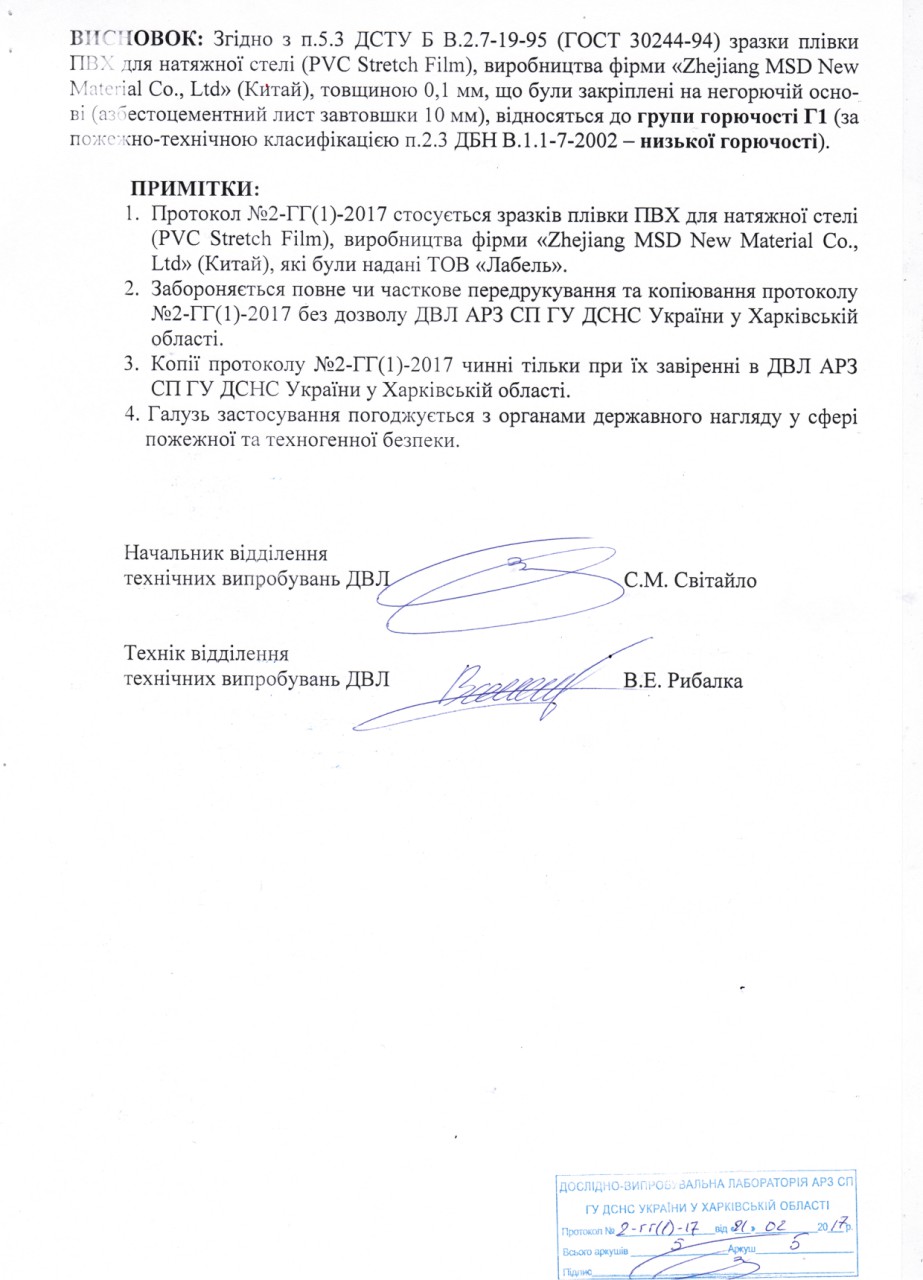 ВИСНОВОК: Згідно з п.5.3 ДСТУ Б В.2.7-19-95 (ГОСТ 30244-94) зразки плівки
ПВХ для натяжної стелі (PVC Stretch Film), виробництва фірми «Zhejiang MSD New
Material Co., Ltd» (Китай), товщиною 0,1 мм, що були закріплені на негорючій осно-
ві (азбестоцементний лист завтовшки 10 мм), відносяться до групи горючості Г1 (за
пожежно-технічною класифікацією п.2.3 ДБН В.1.1-7-2002 – низької горючості).
ПРИМІТКИ:
1. Протокол №2-ГГ(1)-2017 стосується зразків плівки ПВХ для натяжної стелі
(PVC Stretch Film), виробництва фірми «Zhejiang MSD New Material Co.,
Ltd» (Китай), які були надані ТОВ «Лабель».
2. Забороняється повне чи часткове передрукування та копіювання протоколу
№2-ГГ(1)-2017 без дозволу ДВЛ АРЗ СП ГУ ДСНС України у Харківській
області.
3. Копії протоколу №2-ГГ(1)-2017 чинні тільки при їх завіренні в ДВЛ АРЗ
СП ГУ ДСНС України у Харківській області.
4. Галузь застосування погоджується з органами державного нагляду у сфері
пожежної та техногенної безпеки.
Начальник відділення
технічних випробувань ДВЛ С.М. Світайло
Технік відділення
технічних випробувань ДВЛ В.Е. Рибалка
ДОСЛІДНО-ВИПРОБУВАЛЬНА ЛАБОРАТОРІЯ АРЗ СП
ГУ ДСНС УКРАЇНИ У ХАРКІВСЬКІЙ ОБЛАСТІ
Протокол № 2-ГГ(1)-17 від « » 02 2017р.
Всього аркушів 5 Аркуш 5
Підпис